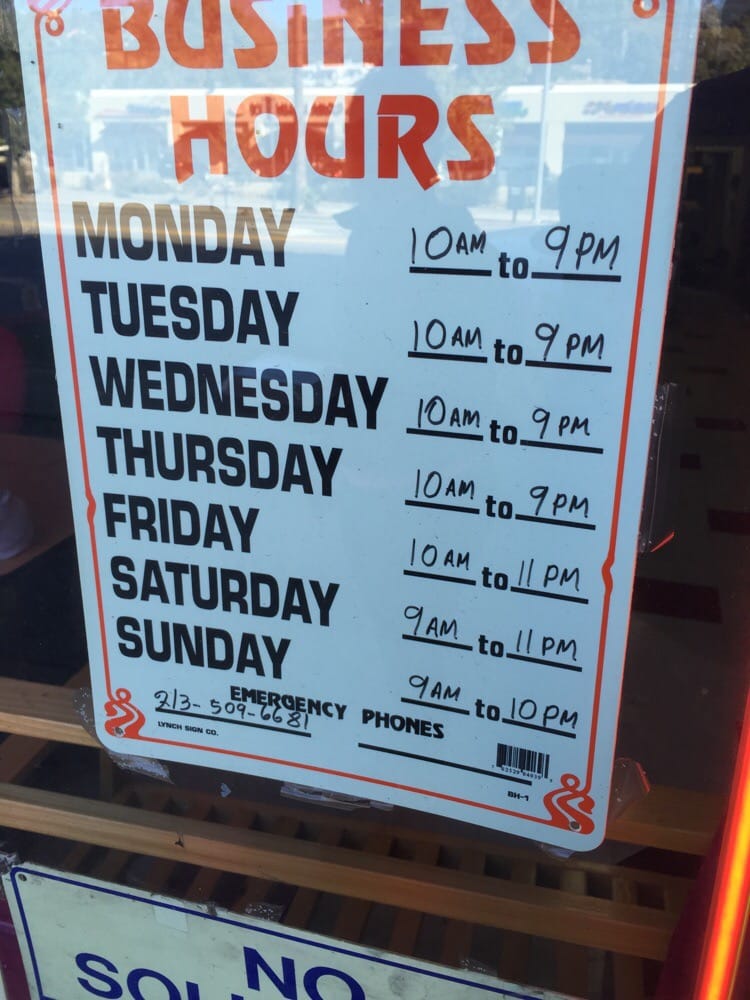 BUSINESS
HOURS
MONDAY 10AM to 9PM
TUESDAY 10AM to 9PM
WEDNESDAY 10AM to 9PM
THURSDAY 10AM to 9PM
FRIDAY 10AM to 11PM
SATURDAY 9AM to 11PM
SUNDAY 9AM to 10PM
EMERGENCY PHONES
213-509-6681
LYNCH SIGN CO.
BH-1
NO